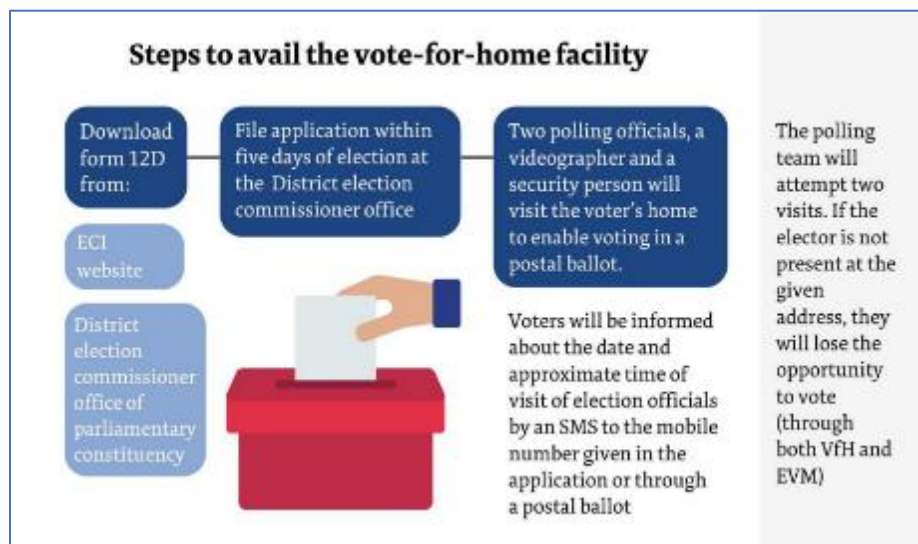 Steps to avail the vote-for-home facility
Download
form 12D
from:
ECI
website
District
election
commissioner
office of
parliamentary
constituency
File application within
five days of election at
the District election
commissioner office
Two polling officials, a
videographer and a
security person will
visit the voter's home
to enable voting in a
postal ballot.
Voters will be informed
about the date and
approximate time of
visit of election officials
by an SMS to the mobile
number given in the
application or through
a postal ballot
The polling
team will
attempt two
visits. If the
elector is not
present at the
given
address, they
will lose the
opportunity
to vote
(through
both VfH and
EVM)